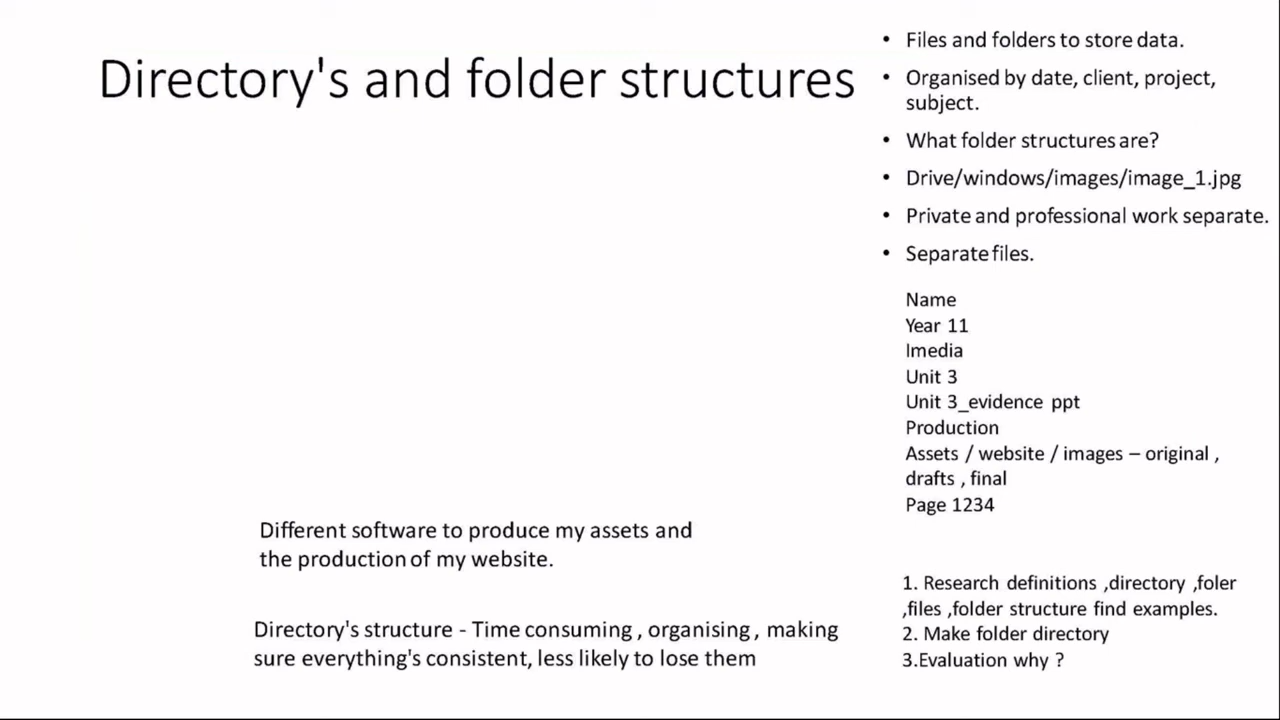 Directory's and folder structures
• Files and folders to store data.
• Organised by date, client, project,
subject.
• What folder structures are?
• Drive/windows/images/image_1.jpg
• Private and professional work separate.
• Separate files.
Name
Year 11
Imedia
Unit 3
Unit 3_evidence ppt
Production
Assets / website / images – original ,
drafts , final
Page 1234
Different software to produce my assets and
the production of my website.
Directory's structure - Time consuming , organising , making
sure everything's consistent, less likely to lose them
1. Research definitions ,directory ,foler
,files ,folder structure find examples.
2. Make folder directory
3.Evaluation why ?